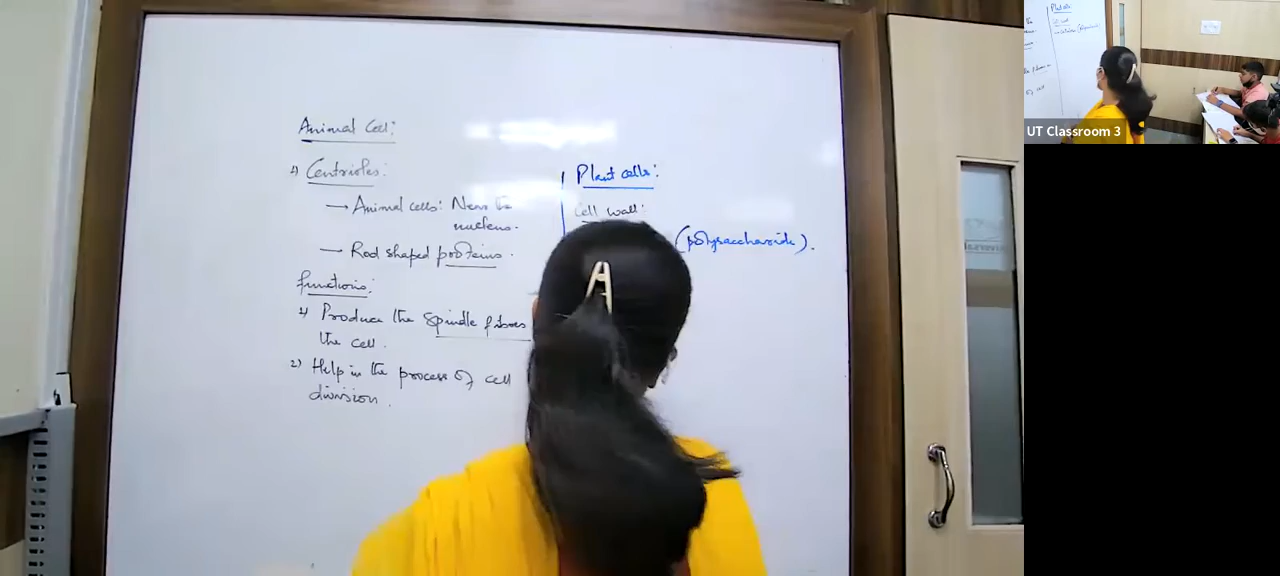 Animal Cell:
1) Centrioles:
→ Animal cells: Near the
nucleus.
→ Rod shaped proteins.
functions:
1) Produce the Spindle fibres
the cell.
2) Help in the process of cell
division.
Plant cells:
Cell wall:
(polysaccharide).
UT Classroom 3